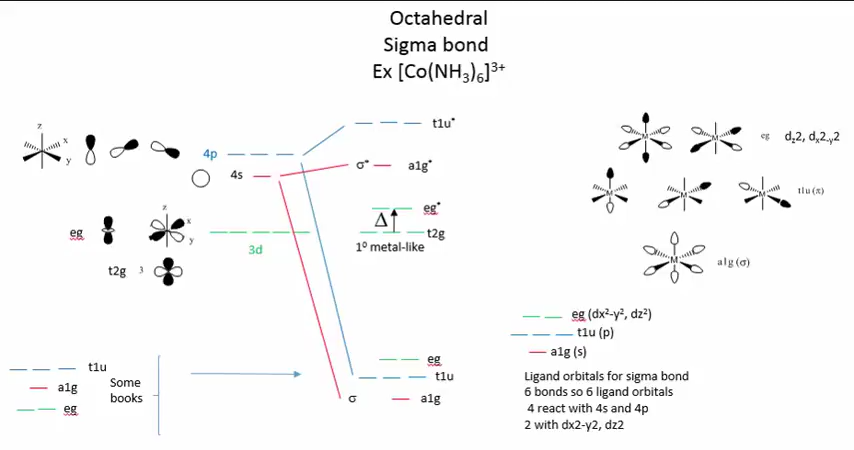 Octahedral
Sigma bond
Ex [Co(NH₃)₆]³⁺
z
x
y
4p
4s
t1u*
σ*
a1g*
eg
z
x
y
t2g 3
3d
Δ
eg*
t2g
1⁰ metal-like
t1u
a1g
eg
Some
books
eg
t1u
σ
a1g
M
M
eg
d_z2, d_x2-y2
M
M
M
t1u (π)
M
a1g (σ)
eg (dx²-y², dz²)
t1u (p)
a1g (s)
Ligand orbitals for sigma bond
6 bonds so 6 ligand orbitals
4 react with 4s and 4p
2 with dx2-y2, dz2